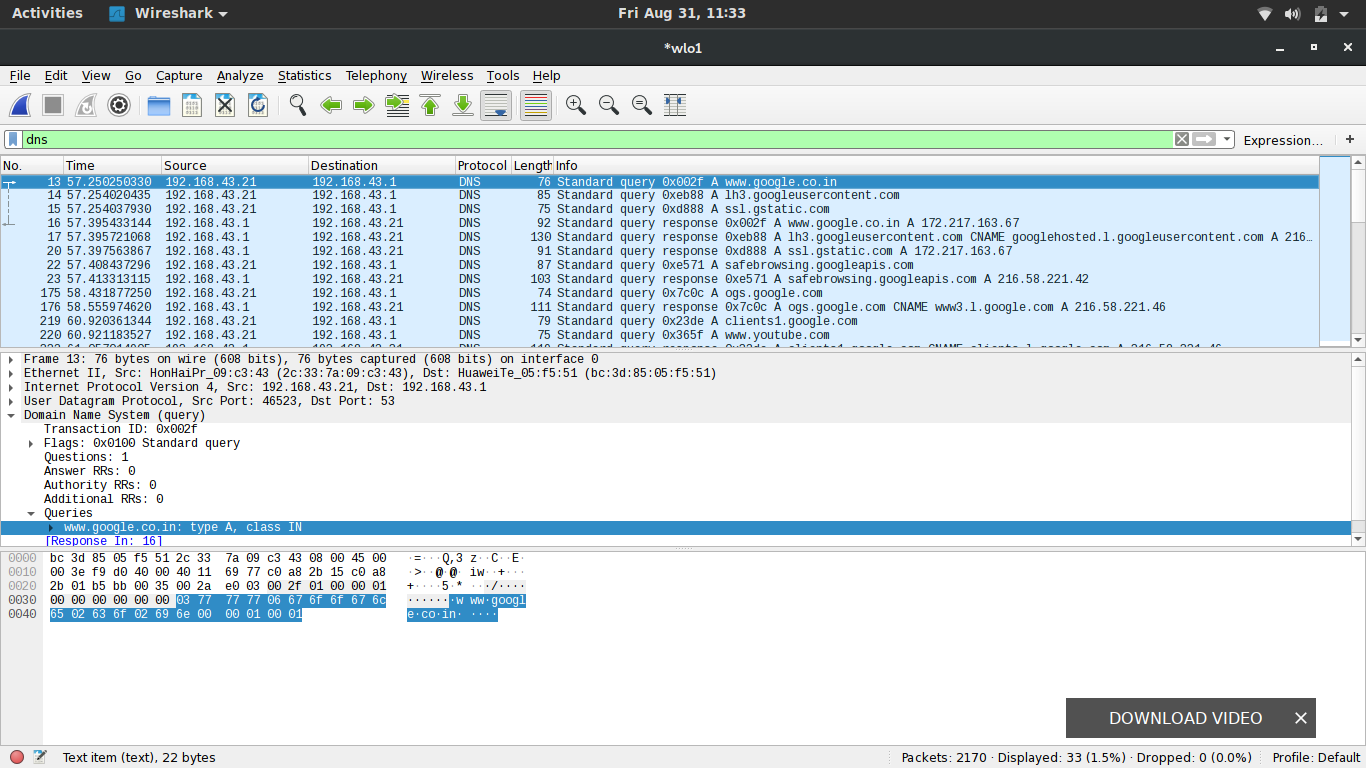 Activities Wireshark Fri Aug 31, 11:33
*wlo1
File Edit View Go Capture Analyze Statistics Telephony Wireless Tools Help
dns Expression… +
No. Time Source Destination Protocol Length Info
13 57.250250330 192.168.43.21 192.168.43.1 DNS 76 Standard query 0x002f A www.google.co.in
14 57.254020435 192.168.43.21 192.168.43.1 DNS 85 Standard query 0xeb88 A lh3.googleusercontent.com
15 57.254037930 192.168.43.21 192.168.43.1 DNS 75 Standard query 0xd888 A ssl.gstatic.com
16 57.395433144 192.168.43.1 192.168.43.21 DNS 92 Standard query response 0x002f A www.google.co.in A 172.217.163.67
17 57.395721068 192.168.43.1 192.168.43.21 DNS 130 Standard query response 0xeb88 A lh3.googleusercontent.com CNAME googlehosted.l.googleusercontent.com A 216…
20 57.397563867 192.168.43.1 192.168.43.21 DNS 91 Standard query response 0xd888 A ssl.gstatic.com A 172.217.163.67
22 57.408437296 192.168.43.21 192.168.43.1 DNS 87 Standard query 0xe571 A safebrowsing.googleapis.com
23 57.413313115 192.168.43.1 192.168.43.21 DNS 103 Standard query response 0xe571 A safebrowsing.googleapis.com A 216.58.221.42
175 58.431877250 192.168.43.21 192.168.43.1 DNS 74 Standard query 0x7c0c A ogs.google.com
176 58.555974620 192.168.43.1 192.168.43.21 DNS 111 Standard query response 0x7c0c A ogs.google.com CNAME www3.l.google.com A 216.58.221.46
219 60.920361344 192.168.43.21 192.168.43.1 DNS 79 Standard query 0x23de A clients1.google.com
220 60.921183527 192.168.43.21 192.168.43.1 DNS 75 Standard query 0x365f A www.youtube.com
Frame 13: 76 bytes on wire (608 bits), 76 bytes captured (608 bits) on interface 0
Ethernet II, Src: HonHaiPr_09:c3:43 (2c:33:7a:09:c3:43), Dst: HuaweiTe_05:f5:51 (bc:3d:85:05:f5:51)
Internet Protocol Version 4, Src: 192.168.43.21, Dst: 192.168.43.1
User Datagram Protocol, Src Port: 46523, Dst Port: 53
Domain Name System (query)
Transaction ID: 0x002f
Flags: 0x0100 Standard query
Questions: 1
Answer RRs: 0
Authority RRs: 0
Additional RRs: 0
Queries
www.google.co.in: type A, class IN
[Response In: 16]
0000 bc 3d 85 05 f5 51 2c 33 7a 09 c3 43 08 00 45 00 ·=···Q,3 z··C··E·
0010 00 3e f9 d0 40 00 40 11 69 77 c0 a8 2b 15 c0 a8 ·>··@·@· iw··+···
0020 2b 01 b5 bb 00 35 00 2a e0 03 00 2f 01 00 00 01 +····5·* ···/····
0030 00 00 00 00 00 00 03 77 77 77 06 67 6f 6f 67 6c ·······w ww·googl
0040 65 02 63 6f 02 69 6e 00 00 01 00 01 e·co·in· ····
DOWNLOAD VIDEO ×
Text item (text), 22 bytes Packets: 2170 · Displayed: 33 (1.5%) · Dropped: 0 (0.0%) Profile: Default